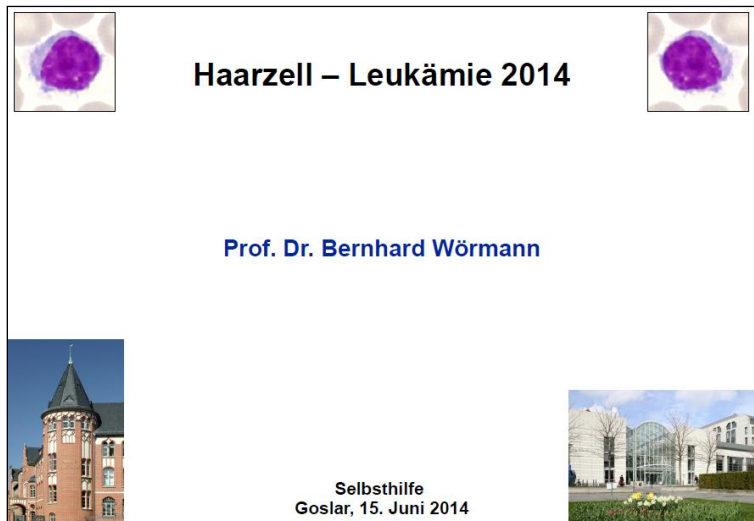 Haarzell – Leukämie 2014
Prof. Dr. Bernhard Wörmann
Selbsthilfe
Goslar, 15. Juni 2014